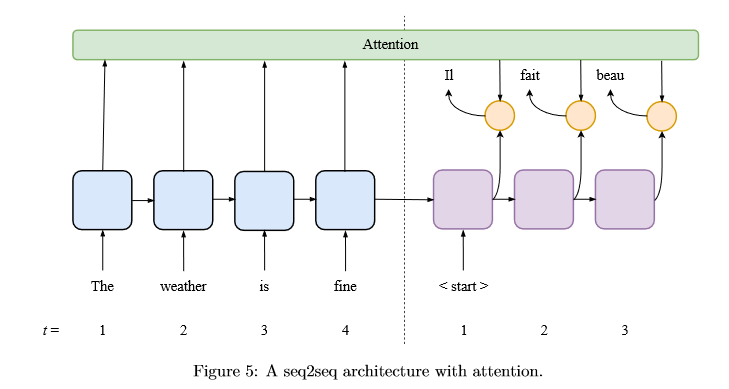 Attention
Il fait beau
The weather is fine < start >
t = 1 2 3 4 1 2 3
Figure 5: A seq2seq architecture with attention.